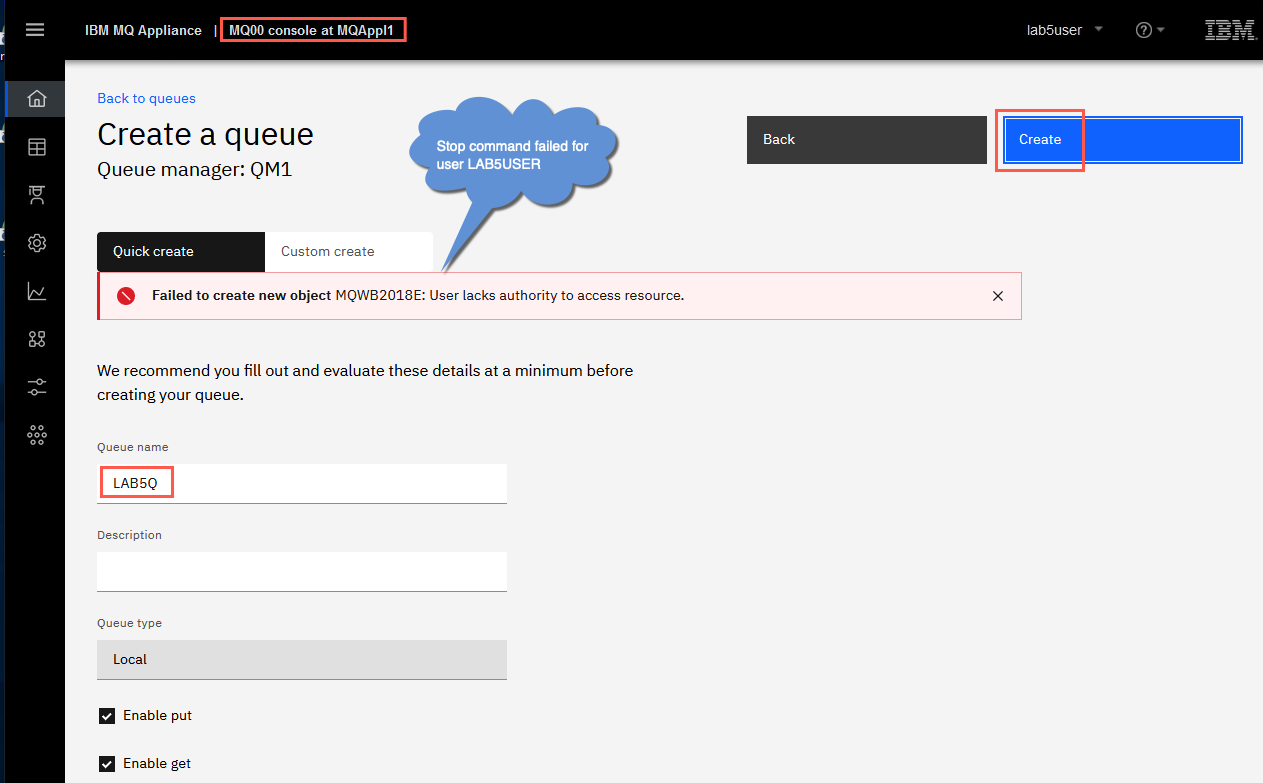 IBM MQ Appliance | MQ00 console at MQAppl1
lab5user
IBM
Back to queues
Create a queue
Queue manager: QM1
Stop command failed for
user LAB5USER
Back
Create
Quick create
Custom create
Failed to create new object MQWB2018E: User lacks authority to access resource.
We recommend you fill out and evaluate these details at a minimum before
creating your queue.
Queue name
LAB5Q
Description
Queue type
Local
Enable put
Enable get